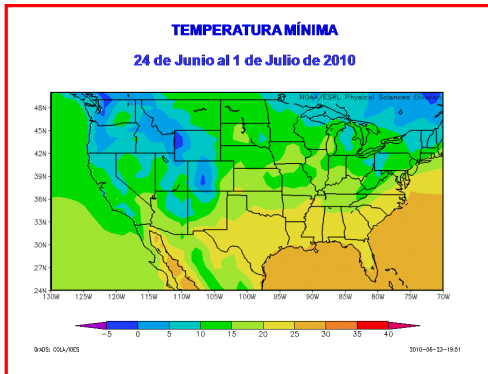 TEMPERATURA MÍNIMA
24 de Junio al 1 de Julio de 2010
NOAA/ESRL Physical Sciences Division
48N
45N
42N
39N
36N
33N
30N
27N
24N
130W 125W 120W 115W 110W 105W 100W 95W 90W 85W 80W 75W 70W
-5 0 5 10 15 20 25 30 35 40
GrADS: COLA/IGES 2010-06-23-19:51